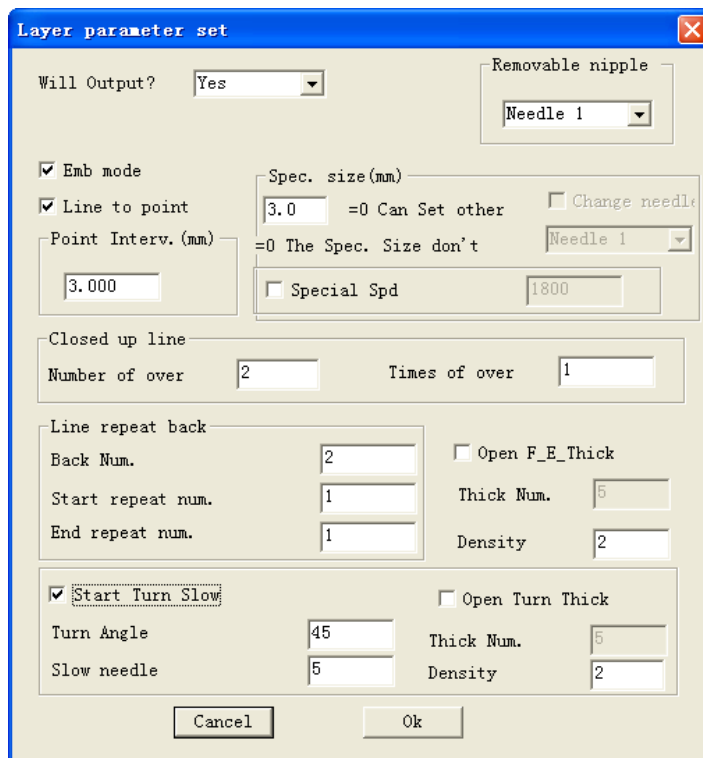 Layer parameter set
Will Output?
Yes
Removable nipple
Needle 1
Emb mode
Line to point
Point Interv.(mm)
3.000
Spec. size(mm)
3.0
=0 Can Set other
Change needle
=0 The Spec. Size don't
Needle 1
Special Spd
1800
Closed up line
Number of over
2
Times of over
1
Line repeat back
Back Num.
2
Start repeat num.
1
End repeat num.
1
Open F_E_Thick
Thick Num.
5
Density
2
Start Turn Slow
Turn Angle
45
Slow needle
5
Open Turn Thick
Thick Num.
5
Density
2
Cancel
Ok